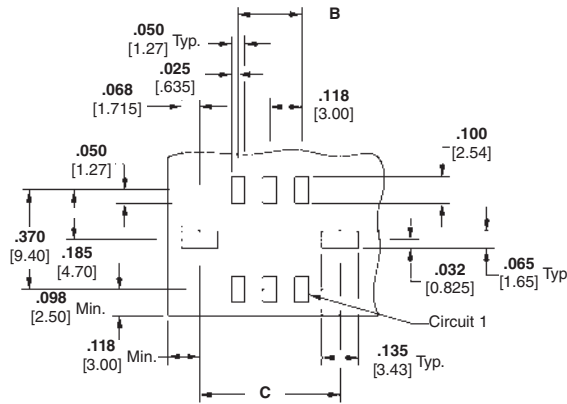 B
.050
[1.27] Typ.
.025
[.635]
.068
[1.715]
.118
[3.00]
.100
[2.54]
.050
[1.27]
.370
[9.40]
.185
[4.70]
.032
[0.825]
.065
[1.65] Typ
.098
[2.50] Min.
Circuit 1
.118
[3.00] Min.
.135
[3.43] Typ.
C